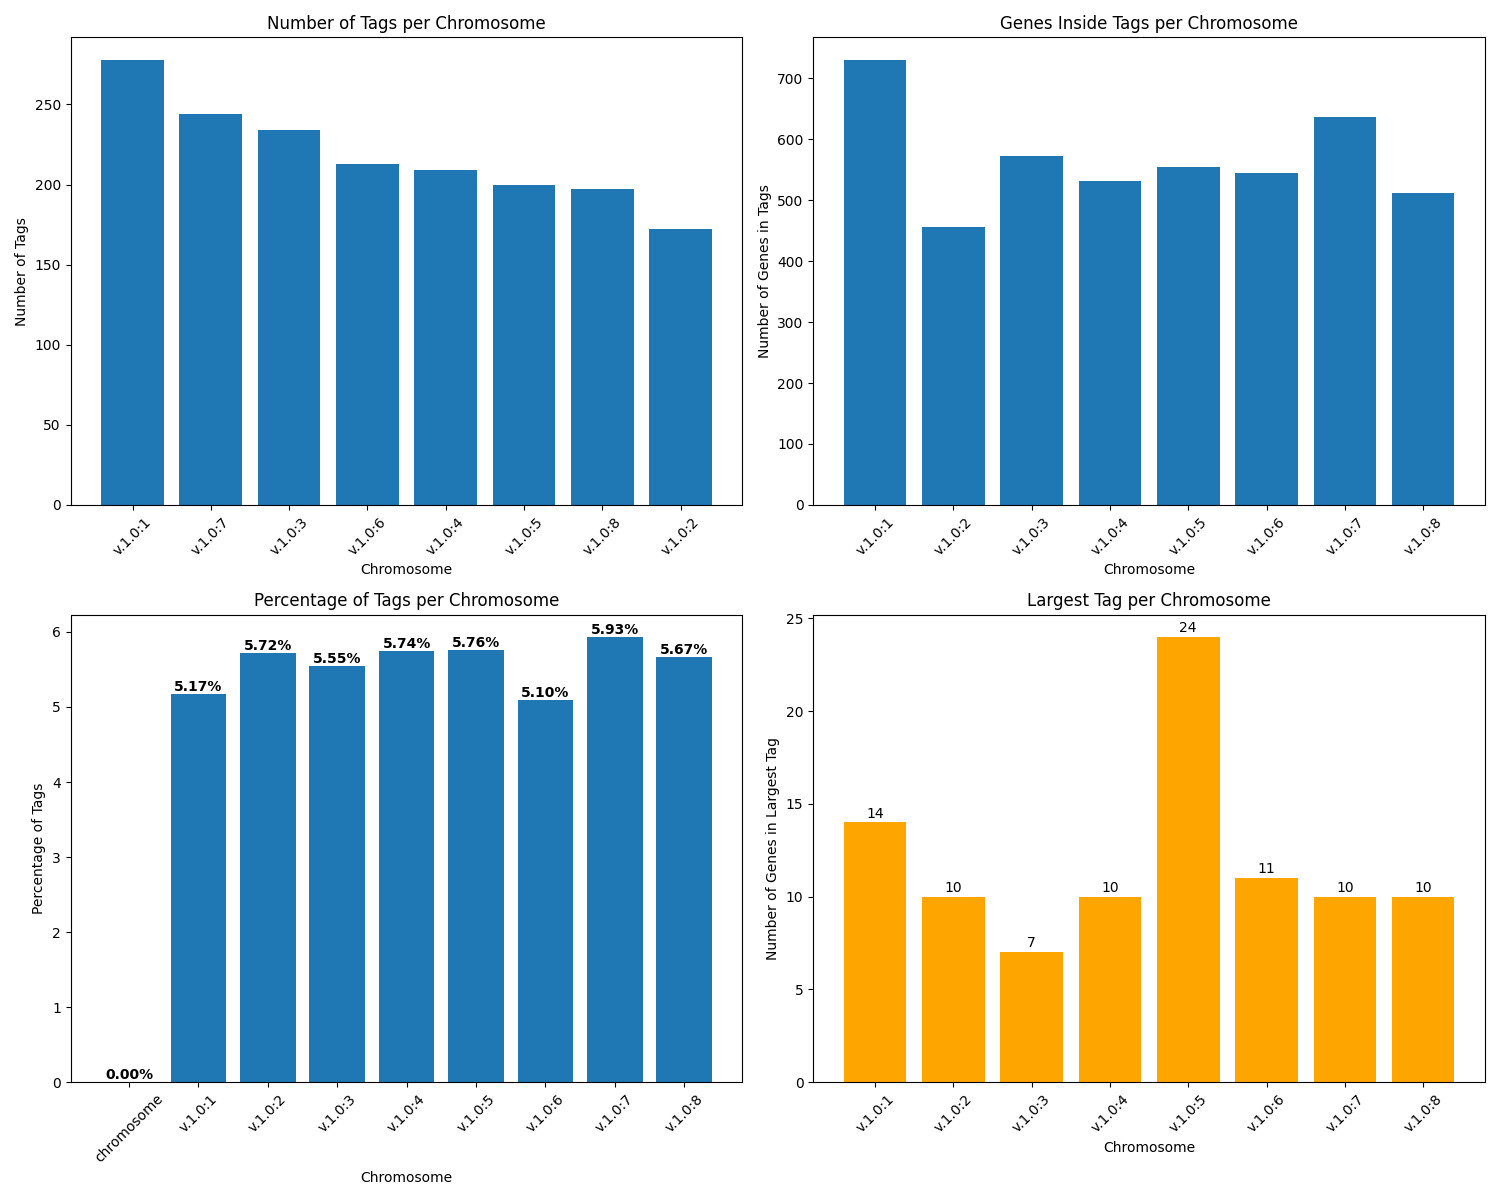 Number of Tags per Chromosome
Number of Tags
250
200
150
100
50
0
v.1.0:1
v.1.0:7
v.1.0:3
v.1.0:6
v.1.0:4
v.1.0:5
v.1.0:8
v.1.0:2
Chromosome
Genes Inside Tags per Chromosome
Number of Genes in Tags
700
600
500
400
300
200
100
0
v.1.0:1
v.1.0:2
v.1.0:3
v.1.0:4
v.1.0:5
v.1.0:6
v.1.0:7
v.1.0:8
Chromosome
Percentage of Tags per Chromosome
Percentage of Tags
6
5
4
3
2
1
0
0.00%
5.17%
5.72%
5.55%
5.74%
5.76%
5.10%
5.93%
5.67%
chromosome
v.1.0:1
v.1.0:2
v.1.0:3
v.1.0:4
v.1.0:5
v.1.0:6
v.1.0:7
v.1.0:8
Chromosome
Largest Tag per Chromosome
Number of Genes in Largest Tag
25
20
15
10
5
0
14
10
7
10
24
11
10
10
v.1.0:1
v.1.0:2
v.1.0:3
v.1.0:4
v.1.0:5
v.1.0:6
v.1.0:7
v.1.0:8
Chromosome